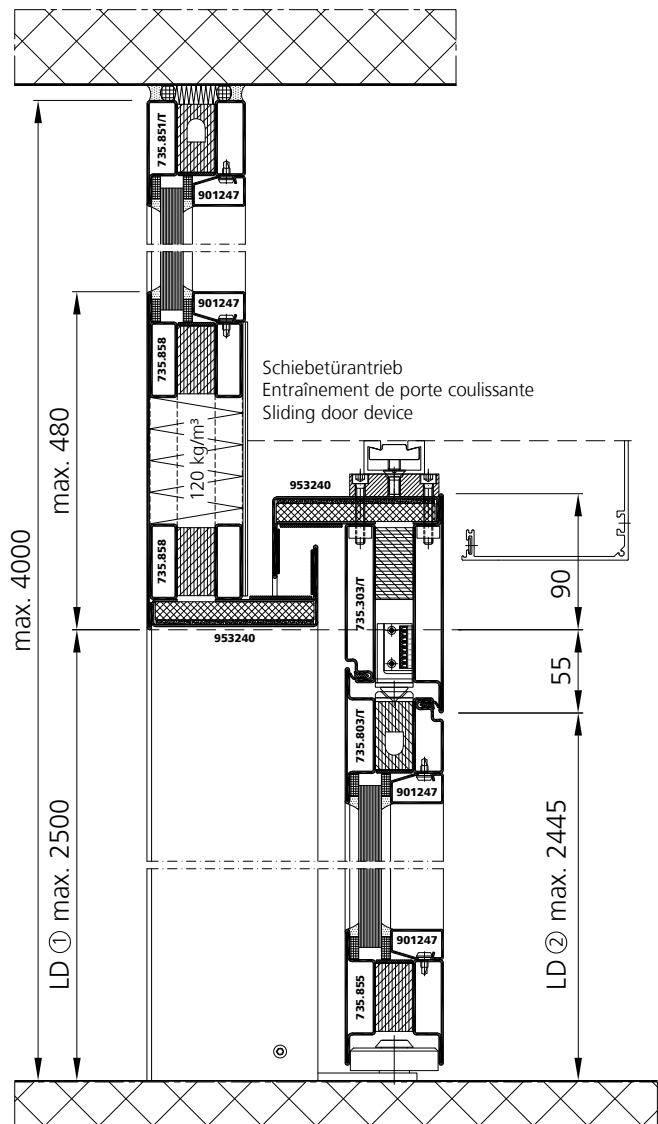 735.851/T
901247
901247
735.858
Schiebetürantrieb
Entraînement de porte coulissante
Sliding door device
max. 480
120 kg/m³
953240
max. 4000
735.858
735.303/T
90
953240
55
735.803/T
901247
LD ① max. 2500
LD ② max. 2445
901247
735.855